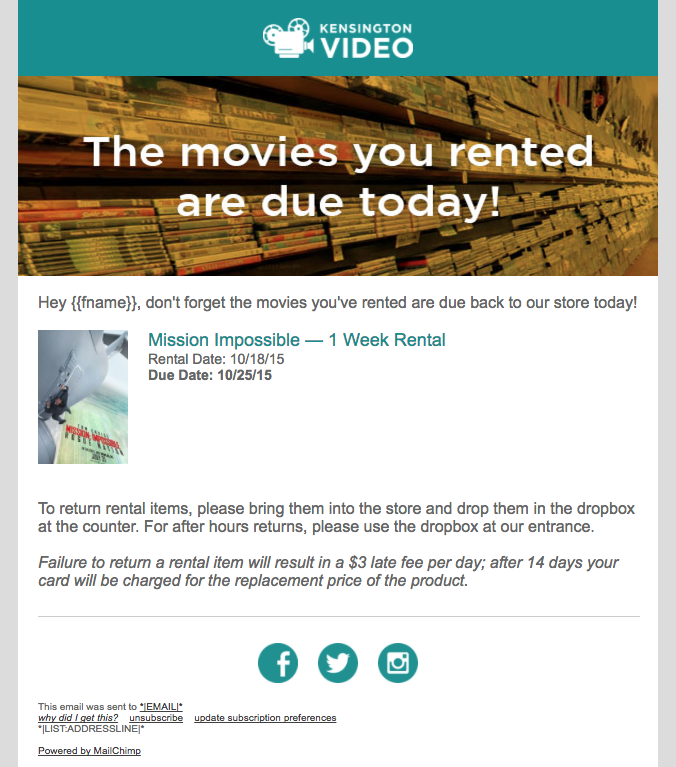 KENSINGTON
VIDEO
The movies you rented
are due today!
Hey {{fname}}, don't forget the movies you've rented are due back to our store today!
Mission Impossible — 1 Week Rental
Rental Date: 10/18/15
Due Date: 10/25/15
TOM CRUISE
MISSION: IMPOSSIBLE
ROGUE NATION
To return rental items, please bring them into the store and drop them in the dropbox
at the counter. For after hours returns, please use the dropbox at our entrance.
Failure to return a rental item will result in a $3 late fee per day; after 14 days your
card will be charged for the replacement price of the product.
This email was sent to *|EMAIL|*
why did I get this? unsubscribe update subscription preferences
*|LIST:ADDRESSLINE|*
Powered by MailChimp